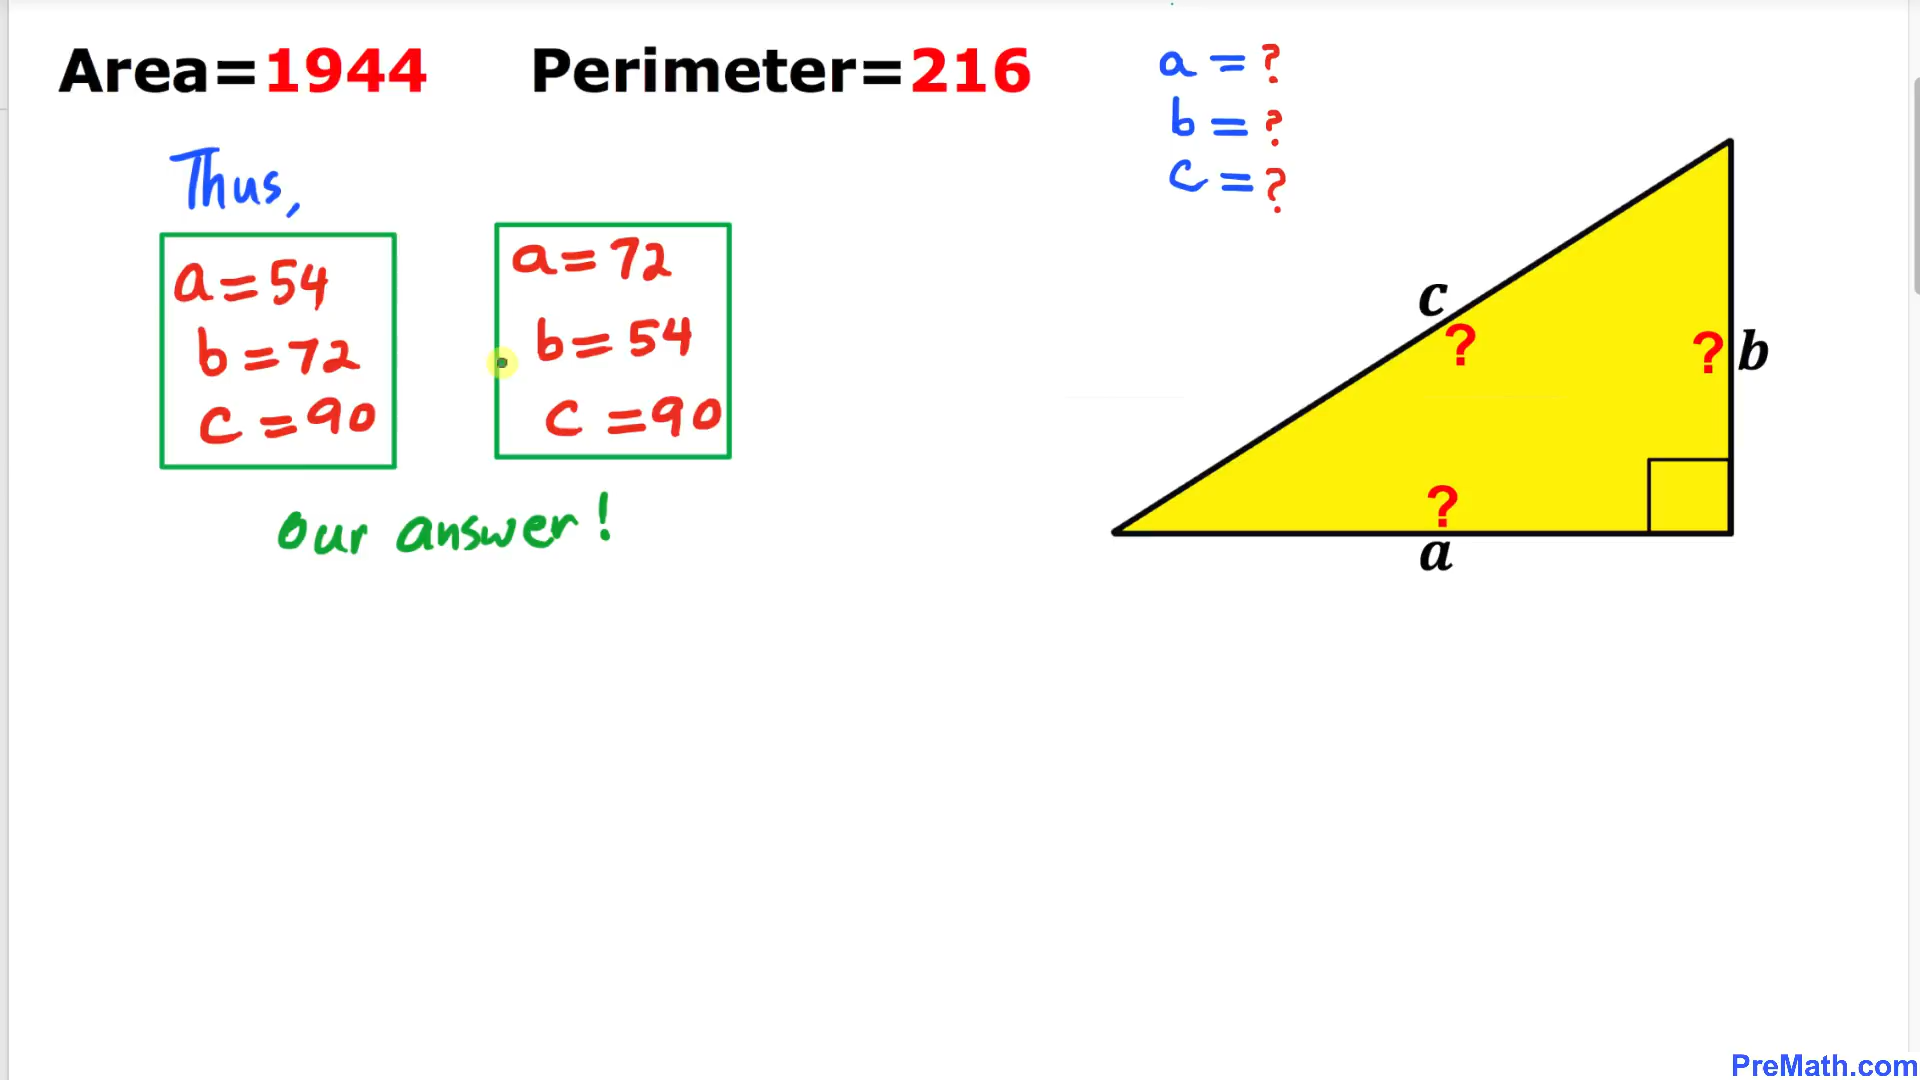 Area=1944 Perimeter=216
a = ?
b = ?
c = ?
Thus,
a = 54
b = 72
c = 90
a = 72
b = 54
c = 90
our answer!
c
?
? b
?
a
PreMath.com